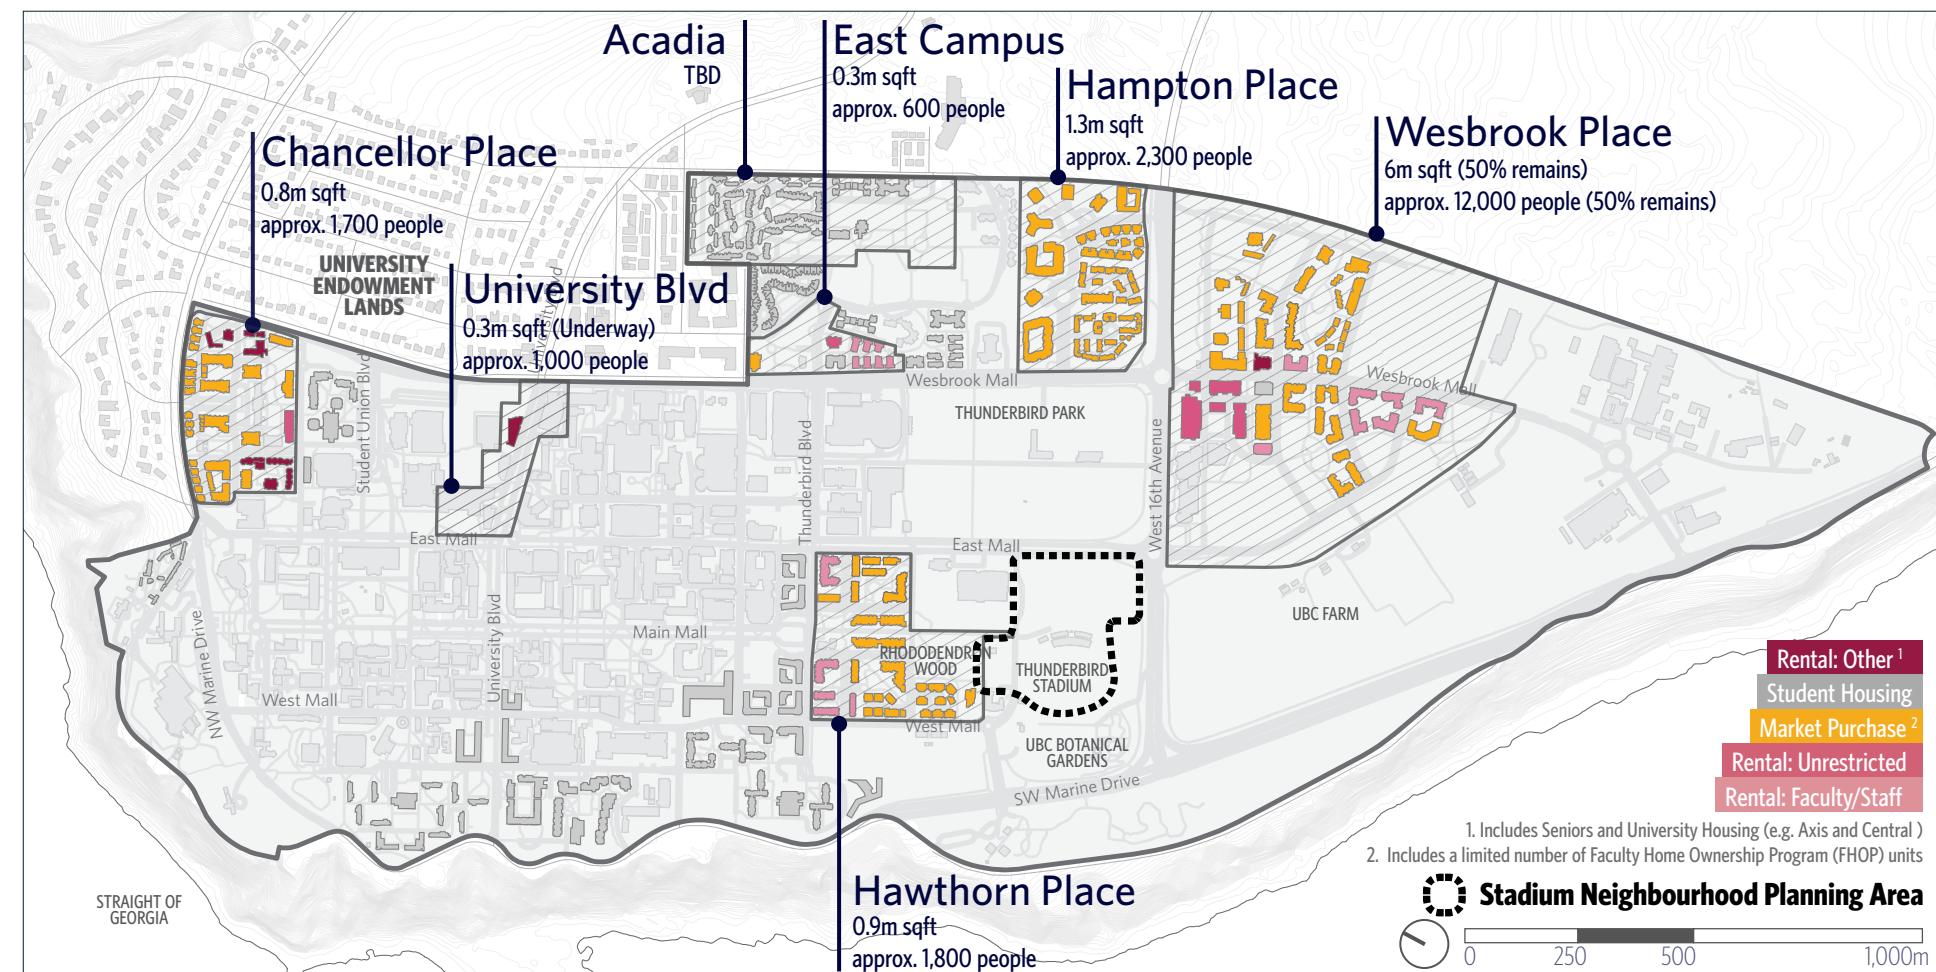 Acadia
TBD
East Campus
0.3m sqft
approx. 600 people
Hampton Place
1.3m sqft
approx. 2,300 people
Wesbrook Place
6m sqft (50% remains)
approx. 12,000 people (50% remains)
Chancellor Place
0.8m sqft
approx. 1,700 people
UNIVERSITY
ENDOWMENT
LANDS
University Blvd
University Blvd
0.3m sqft (Underway)
approx. 1,000 people
Student Union Blvd
Wesbrook Mall
Wesbrook Mall
THUNDERBIRD PARK
Thunderbird Blvd
West 16th Avenue
East Mall
East Mall
NW Marine Drive
University Blvd
Main Mall
West Mall
RHODODENDRON
WOOD
THUNDERBIRD
STADIUM
UBC FARM
West Mall
UBC BOTANICAL
GARDENS
SW Marine Drive
Rental: Other 1
Student Housing
Market Purchase 2
Rental: Unrestricted
Rental: Faculty/Staff
1. Includes Seniors and University Housing (e.g. Axis and Central )
2. Includes a limited number of Faculty Home Ownership Program (FHOP) units
Stadium Neighbourhood Planning Area
0 250 500 1,000m
STRAIGHT OF
GEORGIA
Hawthorn Place
0.9m sqft
approx. 1,800 people